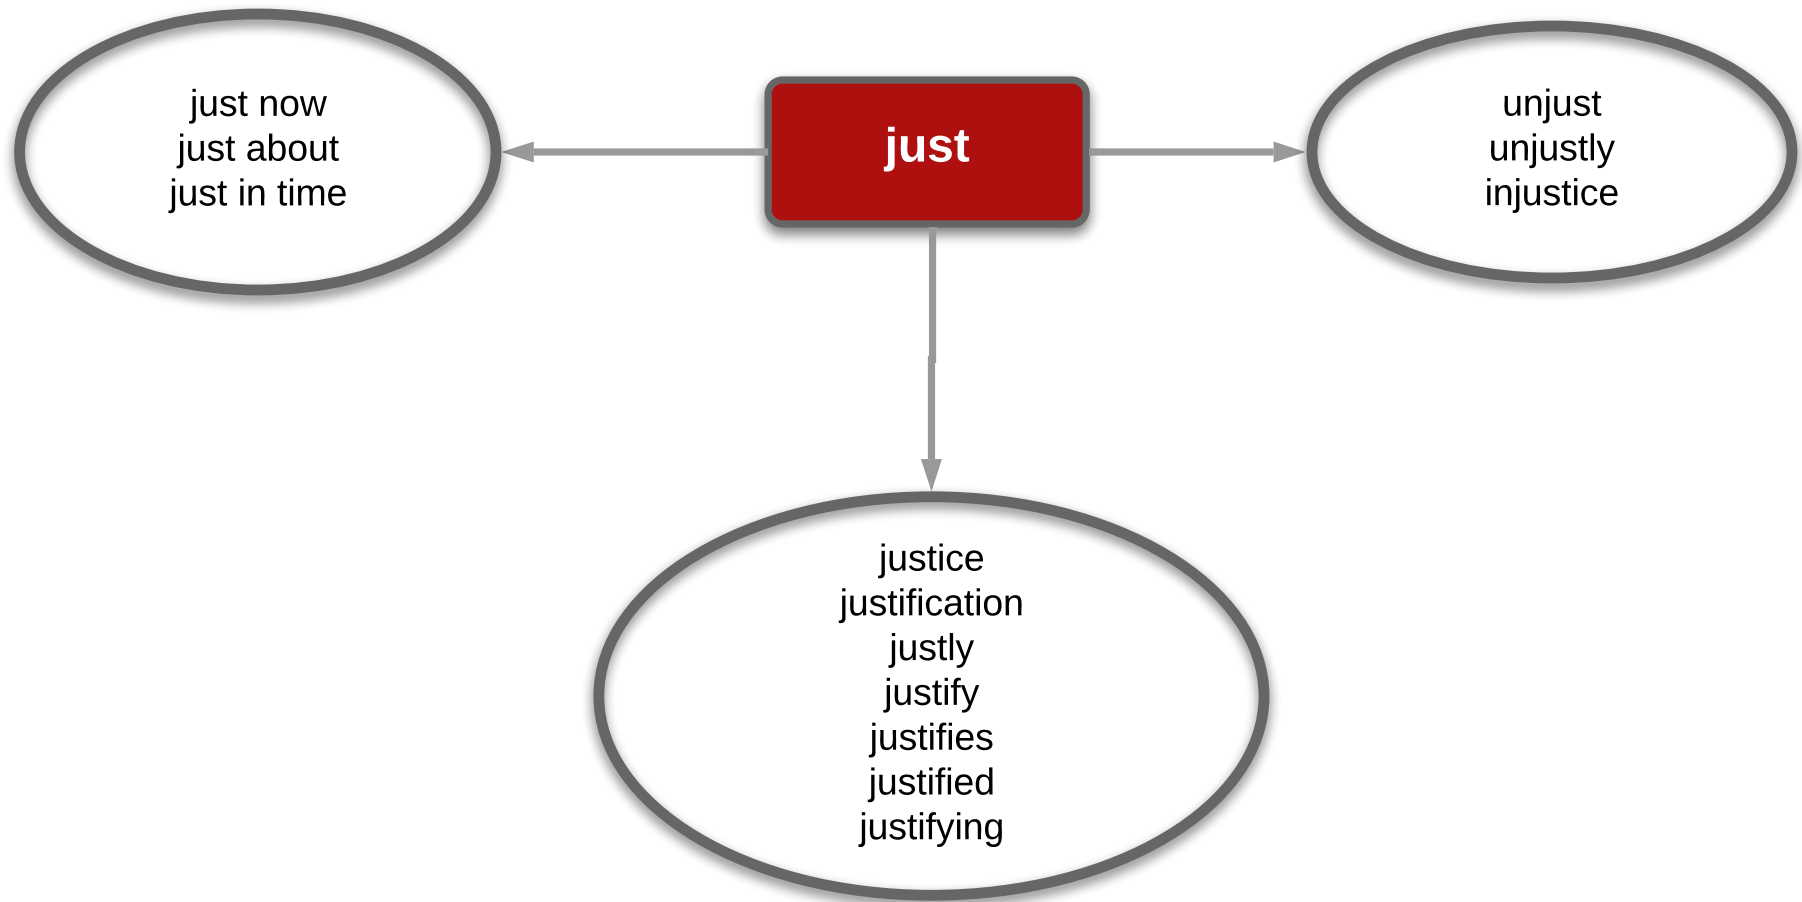 just now
just about
just in time
just
unjust
unjustly
injustice
justice
justification
justly
justify
justifies
justified
justifying